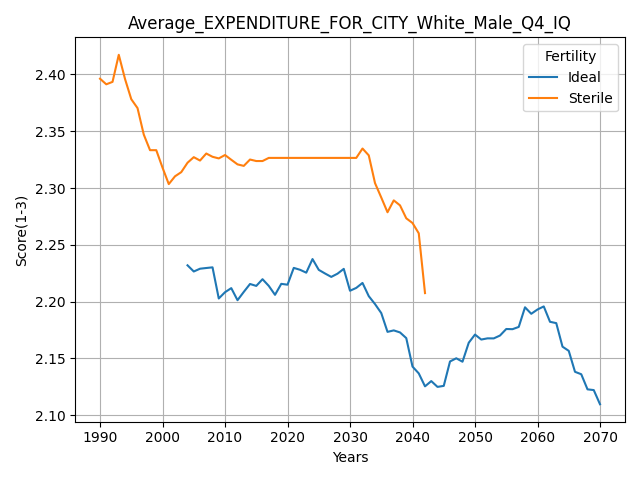 Average_EXPENDITURE_FOR_CITY_White_Male_Q4_IQ
Fertility
Ideal
Sterile
Score(1-3)
2.40
2.35
2.30
2.25
2.20
2.15
2.10
1990 2000 2010 2020 2030 2040 2050 2060 2070
Years